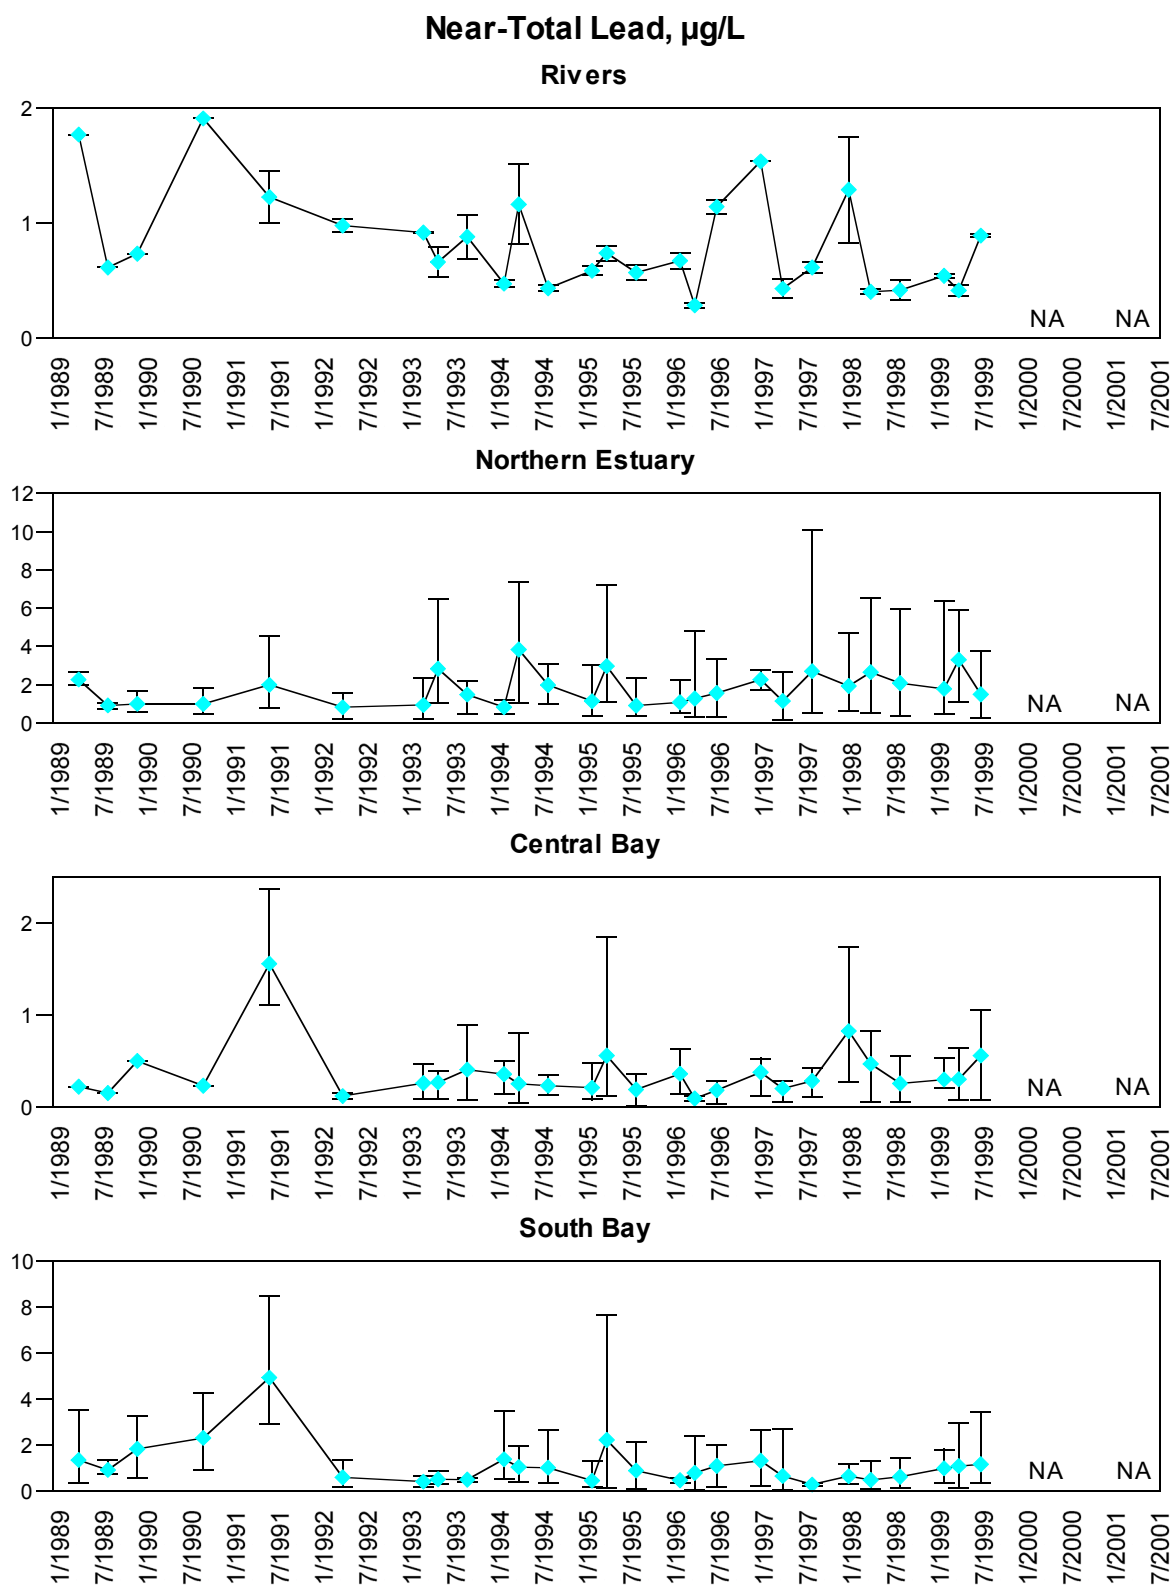 Near-Total Lead, µg/L
Rivers
2
1
0
1/1989 7/1989 1/1990 7/1990 1/1991 7/1991 1/1992 7/1992 1/1993 7/1993 1/1994 7/1994 1/1995 7/1995 1/1996 7/1996 1/1997 7/1997 1/1998 7/1998 1/1999 7/1999 1/2000 7/2000 1/2001 7/2001
NA NA
Northern Estuary
12
10
8
6
4
2
0
NA NA
1/1989 7/1989 1/1990 7/1990 1/1991 7/1991 1/1992 7/1992 1/1993 7/1993 1/1994 7/1994 1/1995 7/1995 1/1996 7/1996 1/1997 7/1997 1/1998 7/1998 1/1999 7/1999 1/2000 7/2000 1/2001 7/2001
Central Bay
2
1
0
NA NA
1/1989 7/1989 1/1990 7/1990 1/1991 7/1991 1/1992 7/1992 1/1993 7/1993 1/1994 7/1994 1/1995 7/1995 1/1996 7/1996 1/1997 7/1997 1/1998 7/1998 1/1999 7/1999 1/2000 7/2000 1/2001 7/2001
South Bay
10
8
6
4
2
0
NA NA
1/1989 7/1989 1/1990 7/1990 1/1991 7/1991 1/1992 7/1992 1/1993 7/1993 1/1994 7/1994 1/1995 7/1995 1/1996 7/1996 1/1997 7/1997 1/1998 7/1998 1/1999 7/1999 1/2000 7/2000 1/2001 7/2001